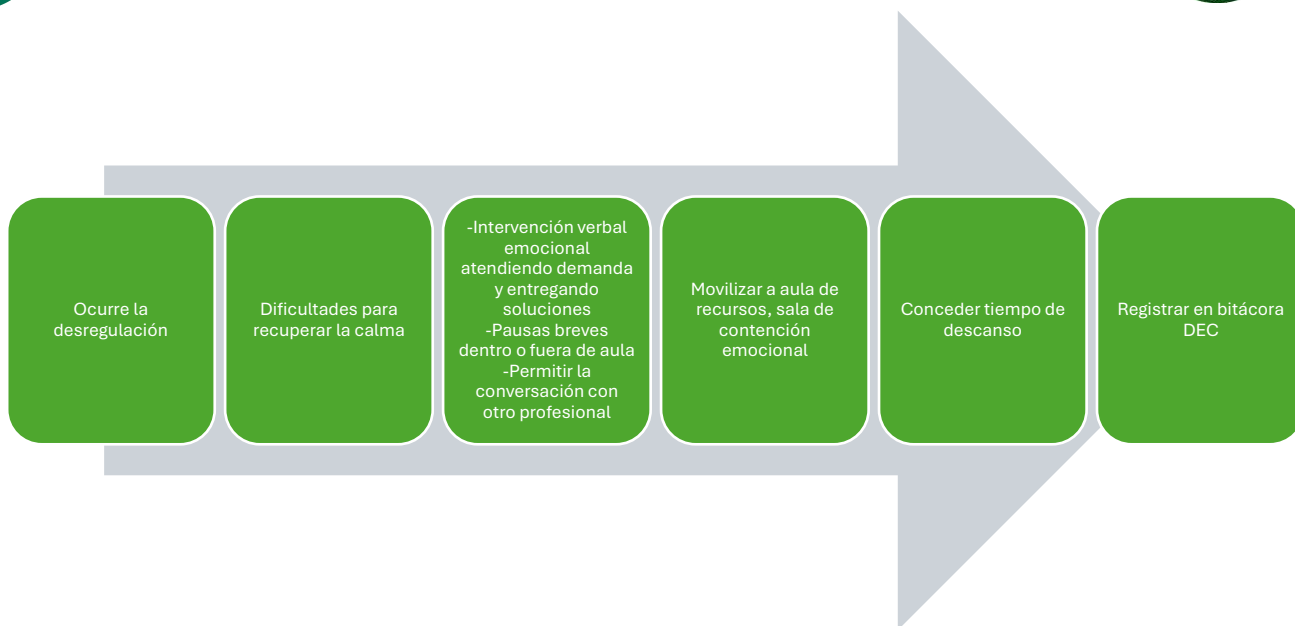 Ocurre la
desregulación
Dificultades para
recuperar la calma
-Intervención verbal
emocional
atendiendo demanda
y entregando
soluciones
-Pausas breves
dentro o fuera de aula
-Permitir la
conversación con
otro profesional
Movilizar a aula de
recursos, sala de
contención
emocional
Conceder tiempo de
descanso
Registrar en bitácora
DEC